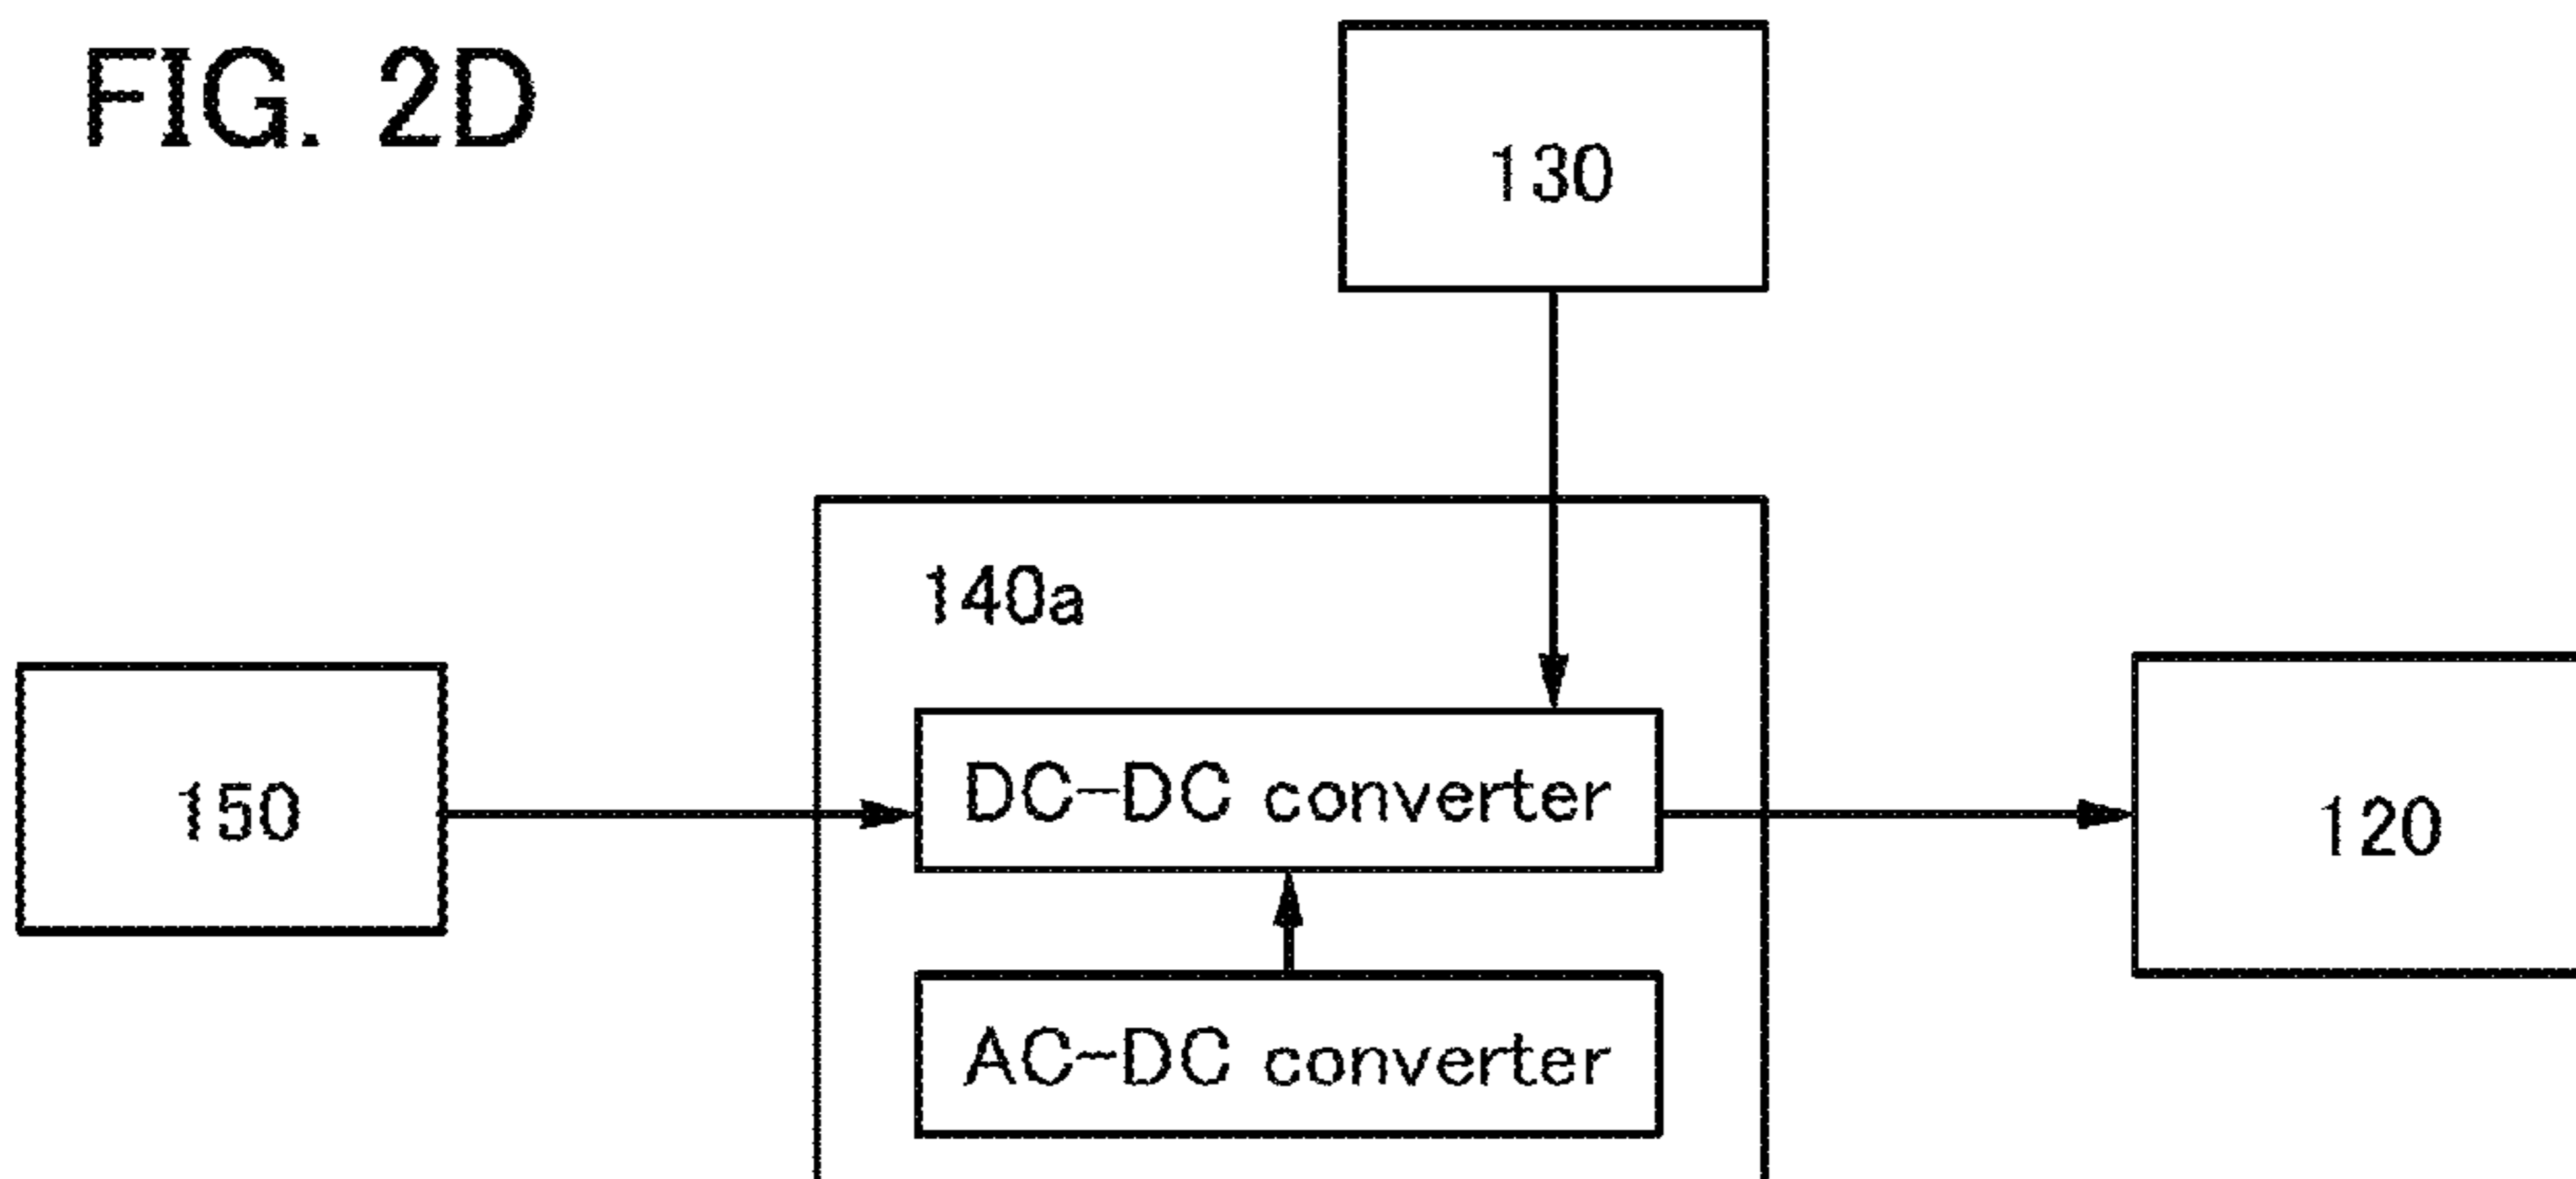 FIG. 2D
130
140a
150
DC-DC converter
120
AC-DC converter